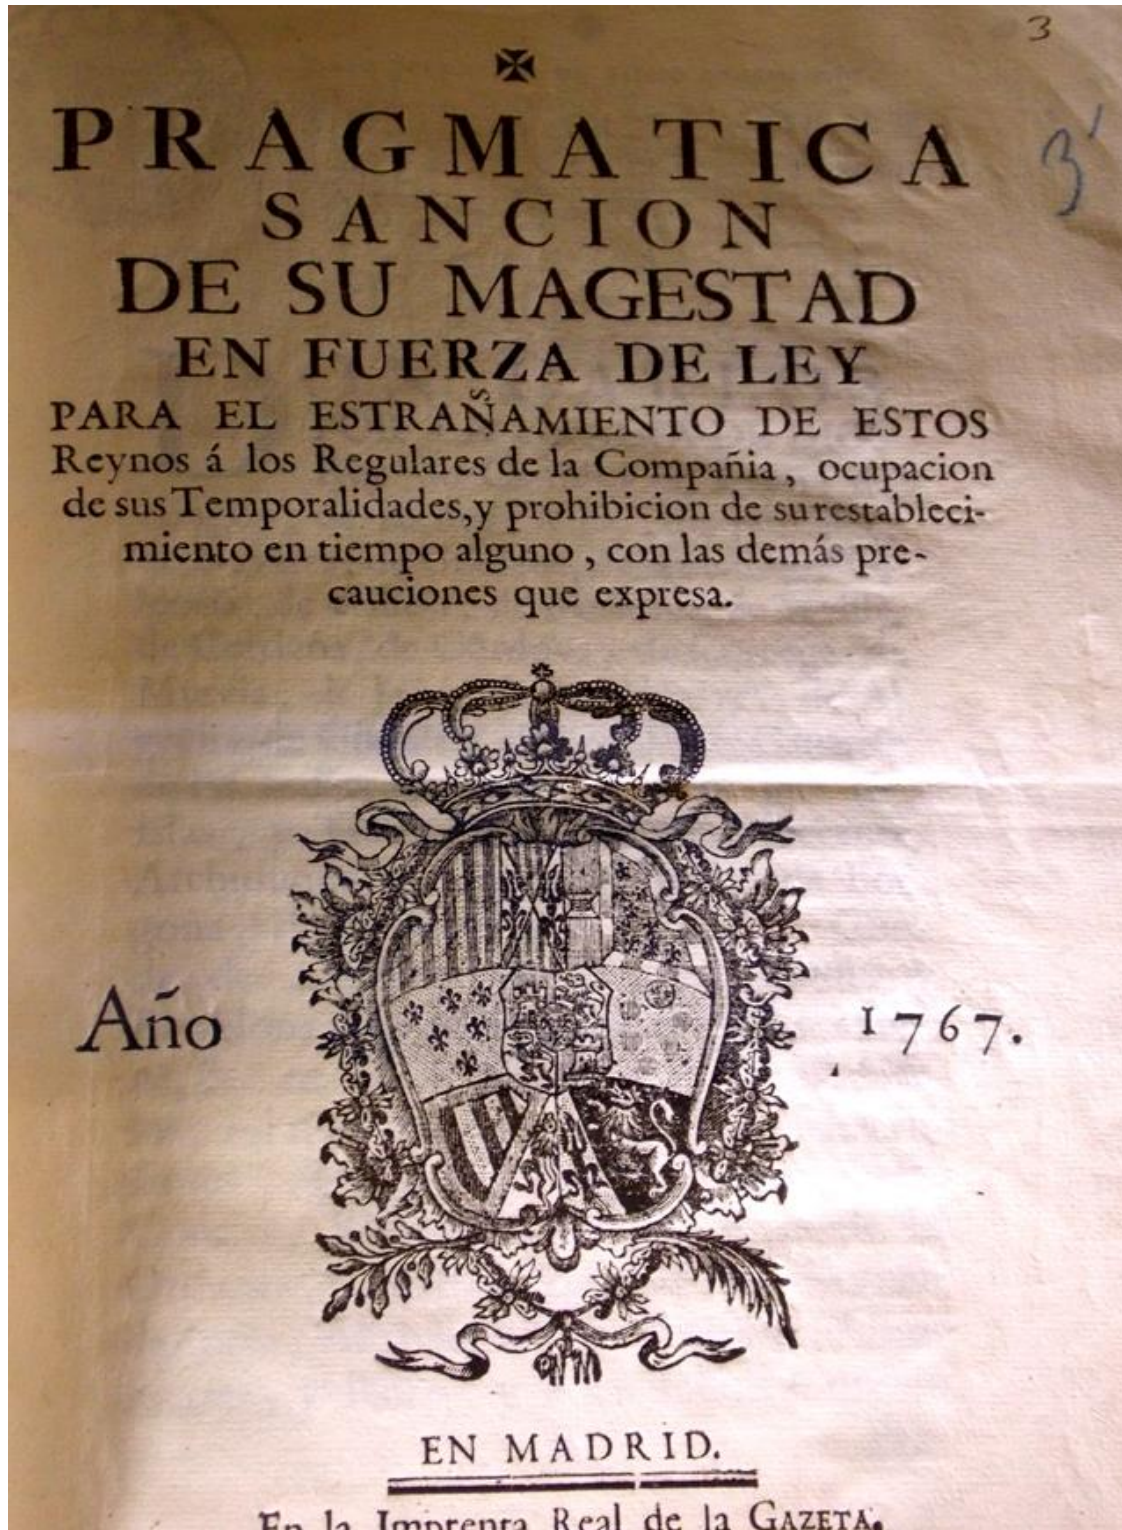 3
✠
PRAGMATICA
SANCION
DE SU MAGESTAD
EN FUERZA DE LEY
PARA EL ESTRAÑAMIENTO DE ESTOS
Reynos á los Regulares de la Compañia, ocupacion
de sus Temporalidades, y prohibicion de su restableci-
miento en tiempo alguno, con las demás pre-
cauciones que expresa.
Año 1767.
EN MADRID.
En la Imprenta Real de la GAZETA.